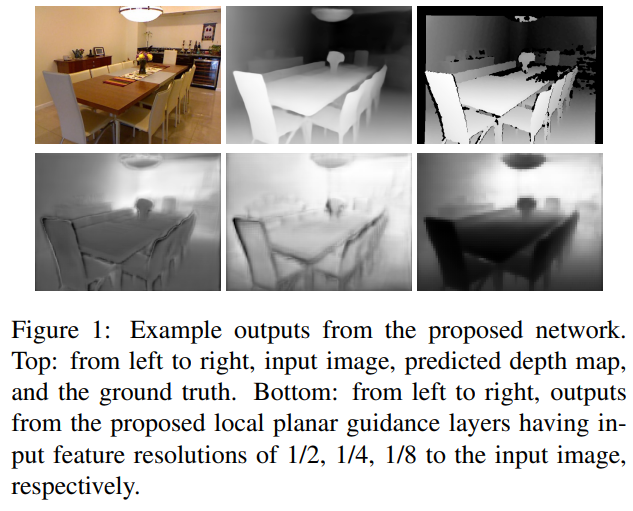 Figure 1: Example outputs from the proposed network.
Top: from left to right, input image, predicted depth map,
and the ground truth. Bottom: from left to right, outputs
from the proposed local planar guidance layers having in-
put feature resolutions of 1/2, 1/4, 1/8 to the input image,
respectively.